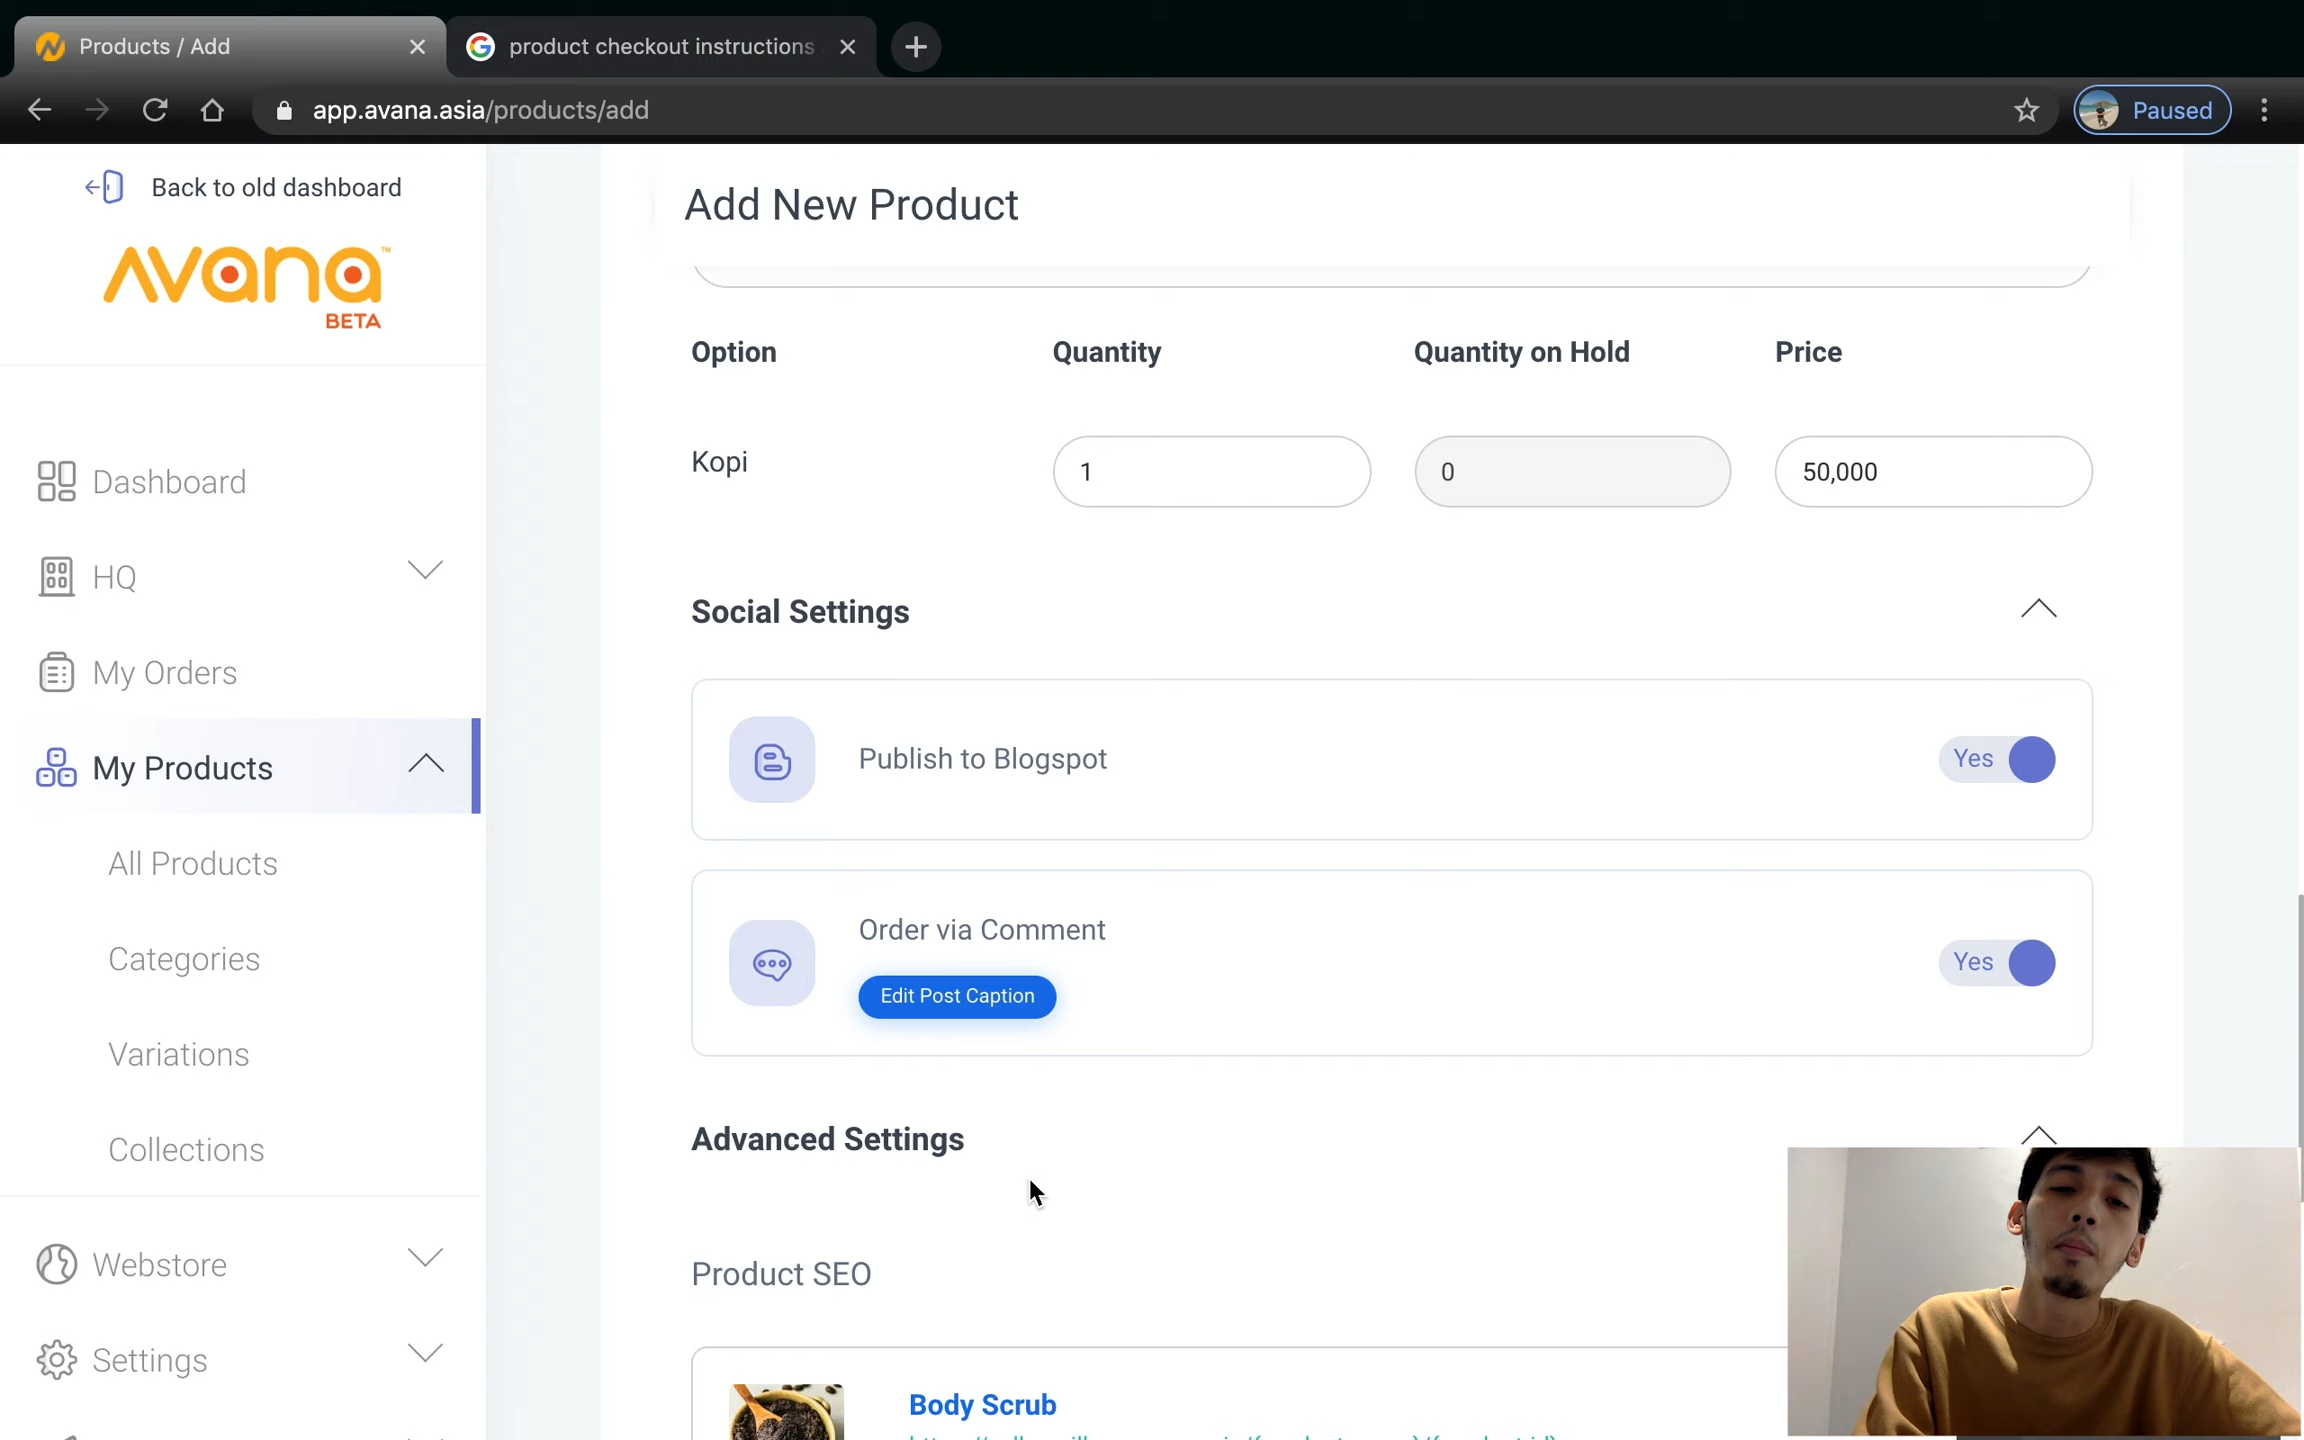 Products / Add
product checkout instructions
app.avana.asia/products/add
Paused
Back to old dashboard
avana™
BETA
Dashboard
HQ
My Orders
My Products
All Products
Categories
Variations
Collections
Webstore
Settings
Add New Product
Option Quantity Quantity on Hold Price
Kopi 1 0 50,000
Social Settings
Publish to Blogspot Yes
Order via Comment Yes
Edit Post Caption
Advanced Settings
Product SEO
Body Scrub